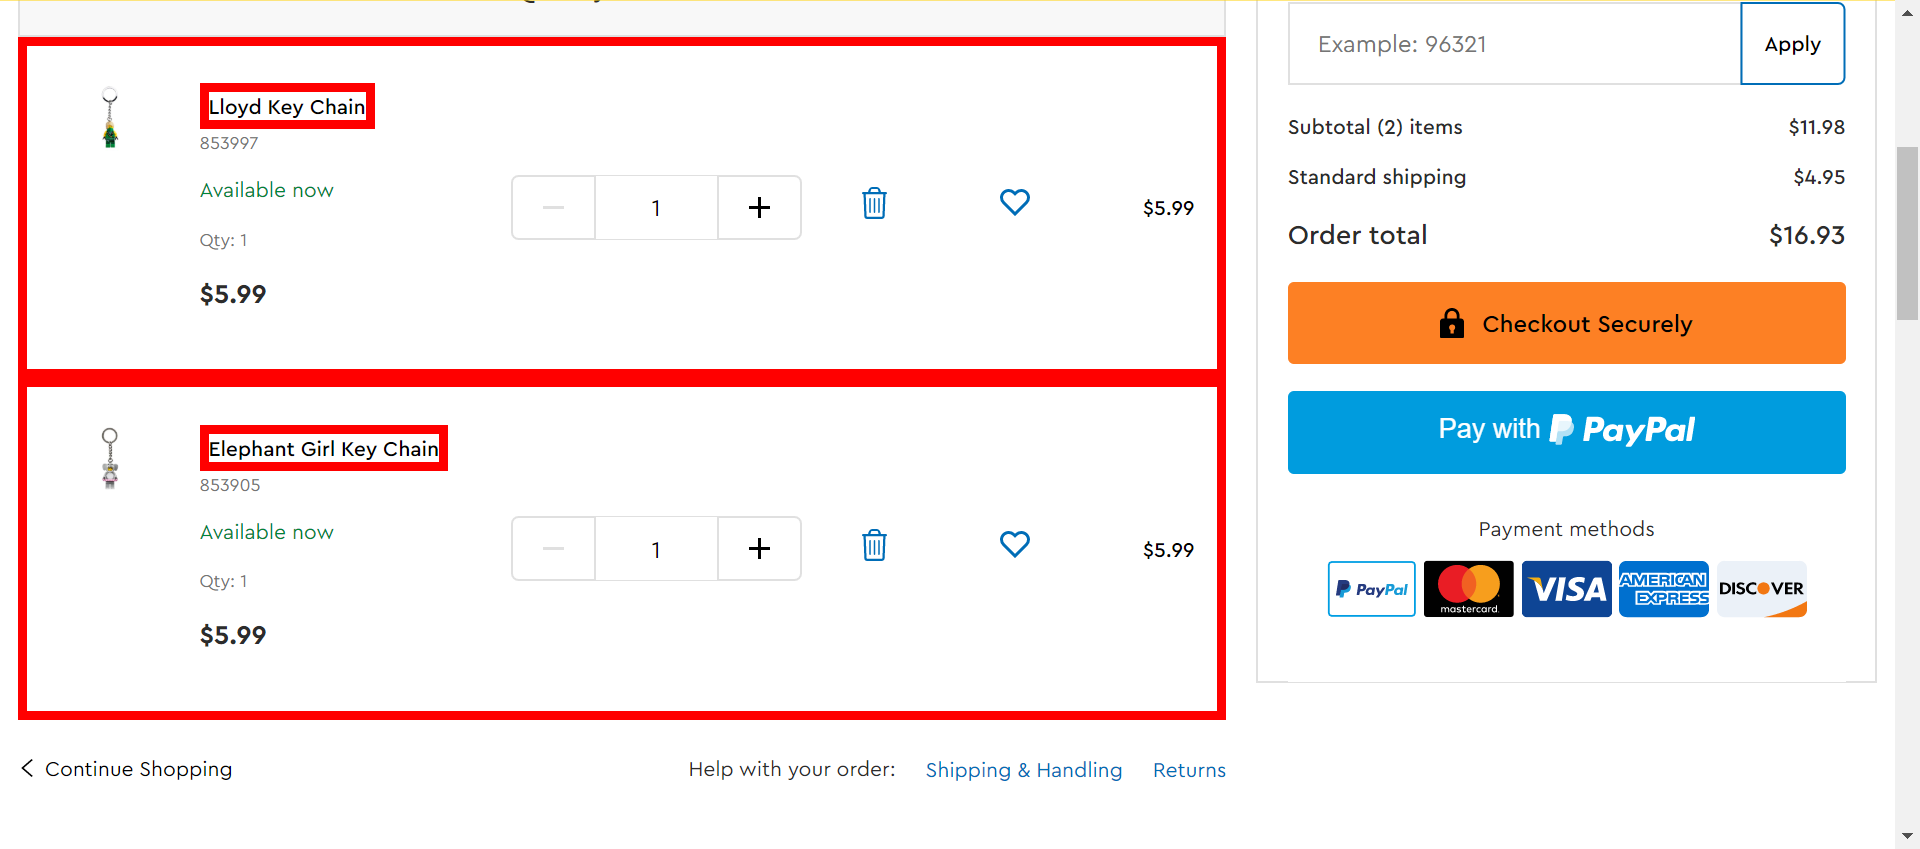 Lloyd Key Chain
853997
Available now
Qty: 1
$5.99
1
$5.99
Elephant Girl Key Chain
853905
Available now
Qty: 1
$5.99
1
$5.99
Continue Shopping
Help with your order: Shipping & Handling Returns
Example: 96321 Apply
Subtotal (2) items $11.98
Standard shipping $4.95
Order total $16.93
Checkout Securely
Pay with PayPal
Payment methods
PayPal
mastercard.
VISA
AMERICAN
EXPRESS
DISCOVER